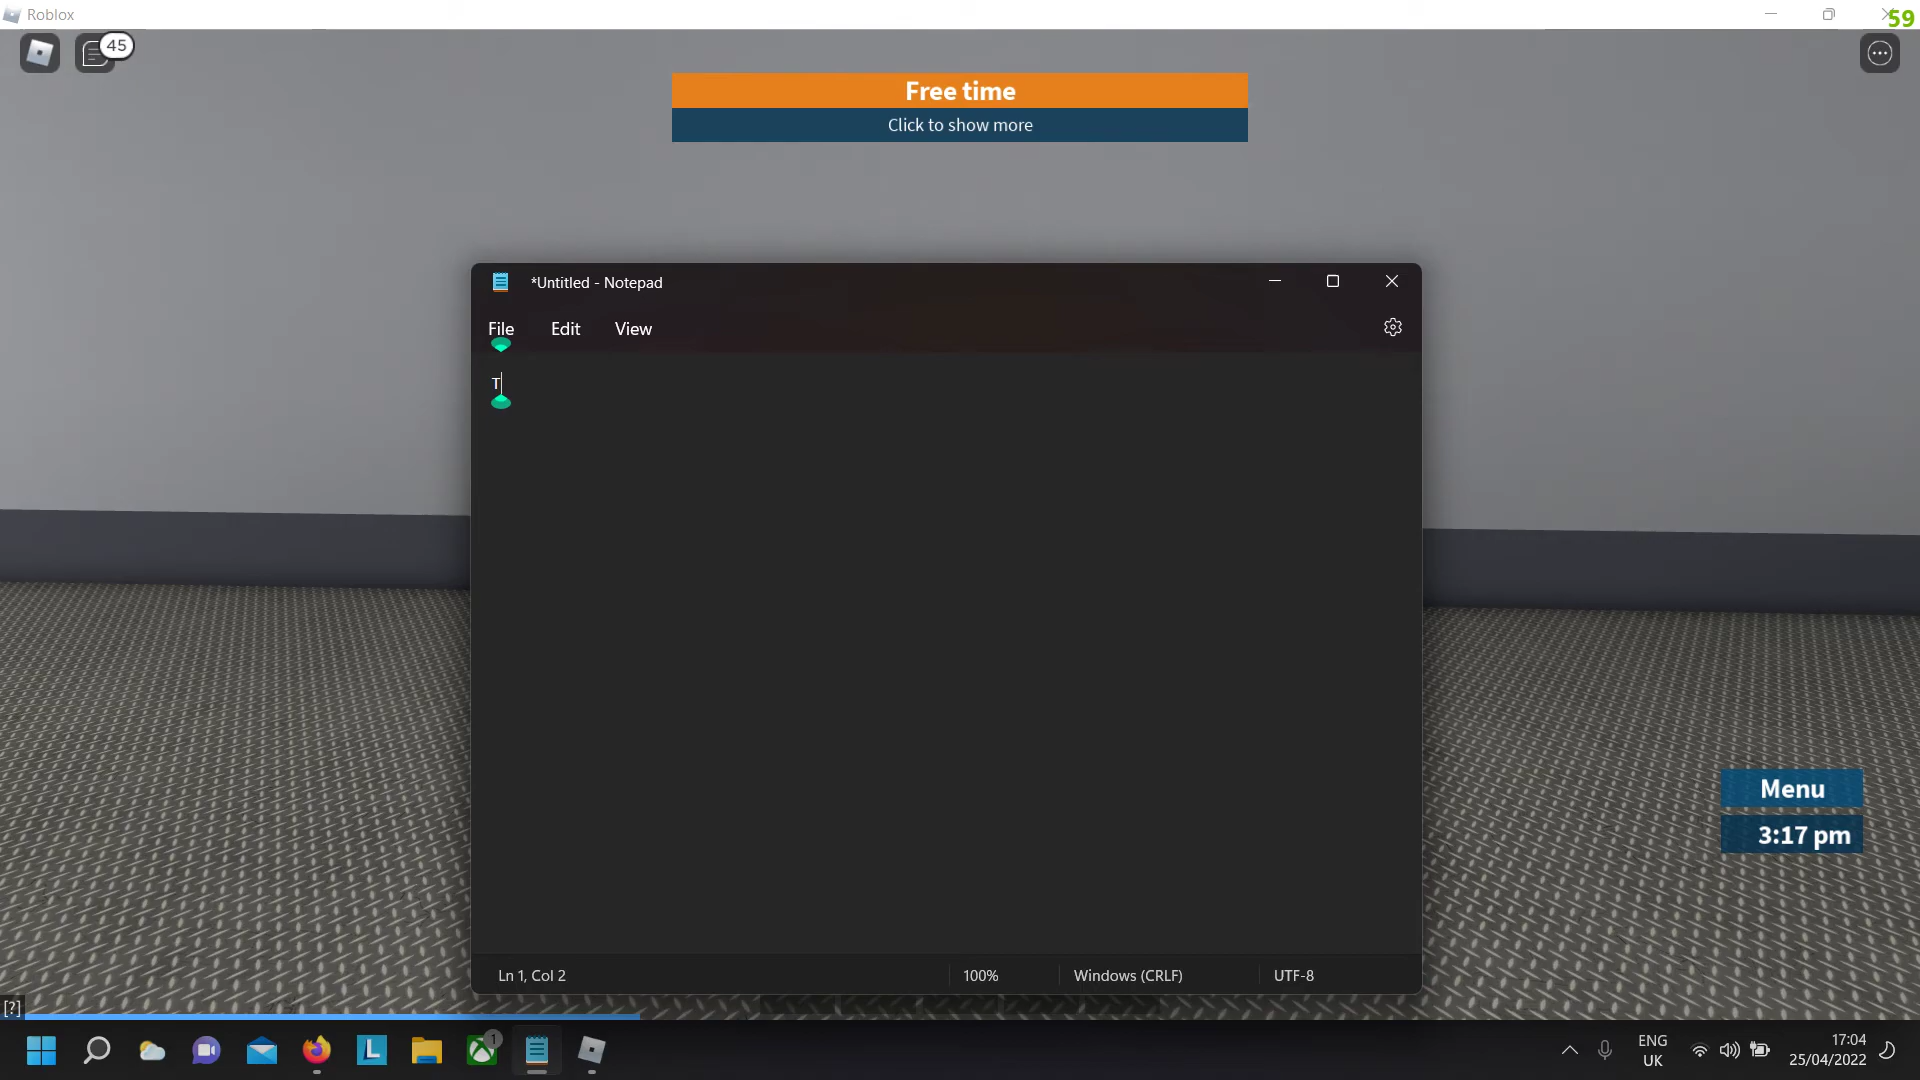 Roblox
59
45
Free time
Click to show more
*Untitled - Notepad
File Edit View
T
Menu
3:17 pm
Ln 1, Col 2 100% Windows (CRLF) UTF-8
[?]
L
1
ENG
UK
17:04
25/04/2022